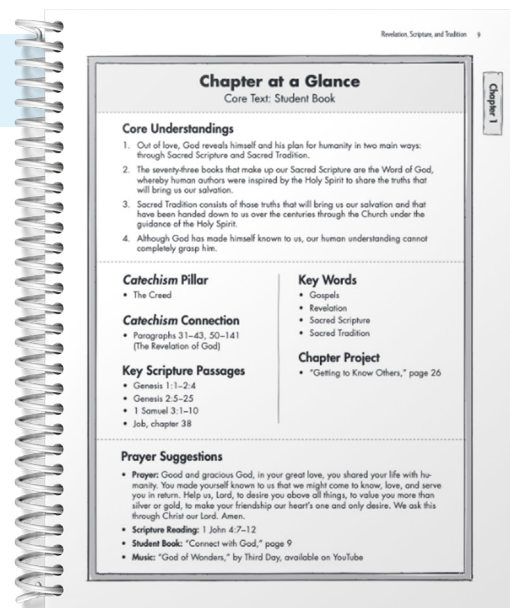 Revelation, Scripture, and Tradition 9
Chapter 1
Chapter at a Glance
Core Text: Student Book
Core Understandings
1. Out of love, God reveals himself and his plan for humanity in two main ways:
through Sacred Scripture and Sacred Tradition.
2. The seventy-three books that make up our Sacred Scripture are the Word of God,
whereby human authors were inspired by the Holy Spirit to share the truths that
will bring us our salvation.
3. Sacred Tradition consists of those truths that will bring us our salvation and that
have been handed down to us over the centuries through the Church under the
guidance of the Holy Spirit.
4. Although God has made himself known to us, our human understanding cannot
completely grasp him.
Catechism Pillar
• The Creed
Catechism Connection
• Paragraphs 31–43, 50–141
(The Revelation of God)
Key Scripture Passages
• Genesis 1:1–2:4
• Genesis 2:5–25
• 1 Samuel 3:1–10
• Job, chapter 38
Key Words
• Gospels
• Revelation
• Sacred Scripture
• Sacred Tradition
Chapter Project
• "Getting to Know Others," page 26
Prayer Suggestions
• Prayer: Good and gracious God, in your great love, you shared your life with hu-
manity. You made yourself known to us that we might come to know, love, and serve
you in return. Help us, Lord, to desire you above all things, to value you more than
silver or gold, to make your friendship our heart's one and only desire. We ask this
through Christ our Lord. Amen.
• Scripture Reading: 1 John 4:7–12
• Student Book: "Connect with God," page 9
• Music: "God of Wonders," by Third Day, available on YouTube